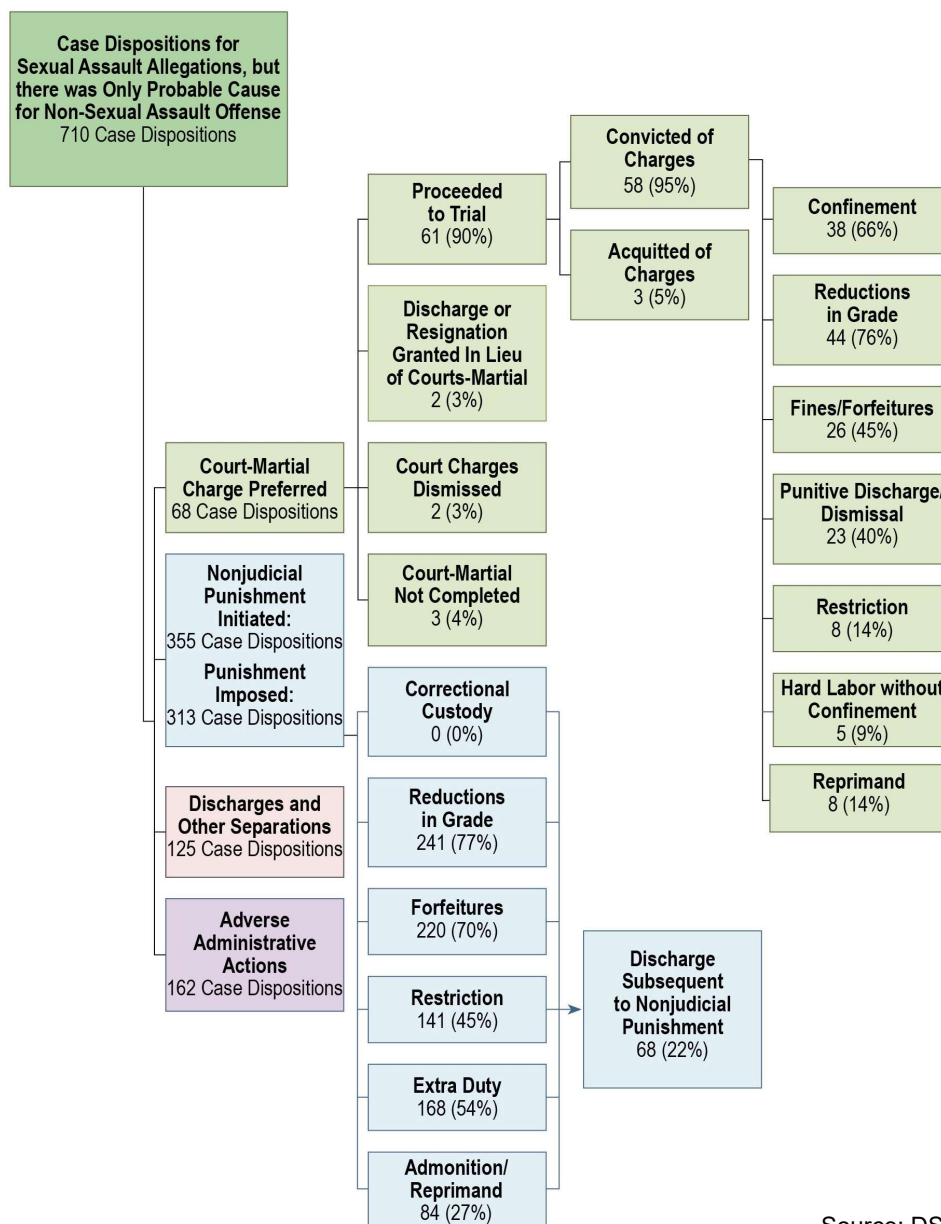 Case Dispositions for
Sexual Assault Allegations, but
there was Only Probable Cause
for Non-Sexual Assault Offense
710 Case Dispositions
Court-Martial
Charge Preferred
68 Case Dispositions
Proceeded
to Trial
61 (90%)
Convicted of
Charges
58 (95%)
Acquitted of
Charges
3 (5%)
Confinement
38 (66%)
Reductions
in Grade
44 (76%)
Fines/Forfeitures
26 (45%)
Punitive Discharge/
Dismissal
23 (40%)
Restriction
8 (14%)
Hard Labor without
Confinement
5 (9%)
Reprimand
8 (14%)
Discharge or
Resignation
Granted In Lieu
of Courts-Martial
2 (3%)
Court Charges
Dismissed
2 (3%)
Court-Martial
Not Completed
3 (4%)
Nonjudicial
Punishment
Initiated:
355 Case Dispositions
Punishment
Imposed:
313 Case Dispositions
Correctional
Custody
0 (0%)
Reductions
in Grade
241 (77%)
Forfeitures
220 (70%)
Restriction
141 (45%)
Extra Duty
168 (54%)
Admonition/
Reprimand
84 (27%)
Discharge
Subsequent
to Nonjudicial
Punishment
68 (22%)
Discharges and
Other Separations
125 Case Dispositions
Adverse
Administrative
Actions
162 Case Dispositions
Source: